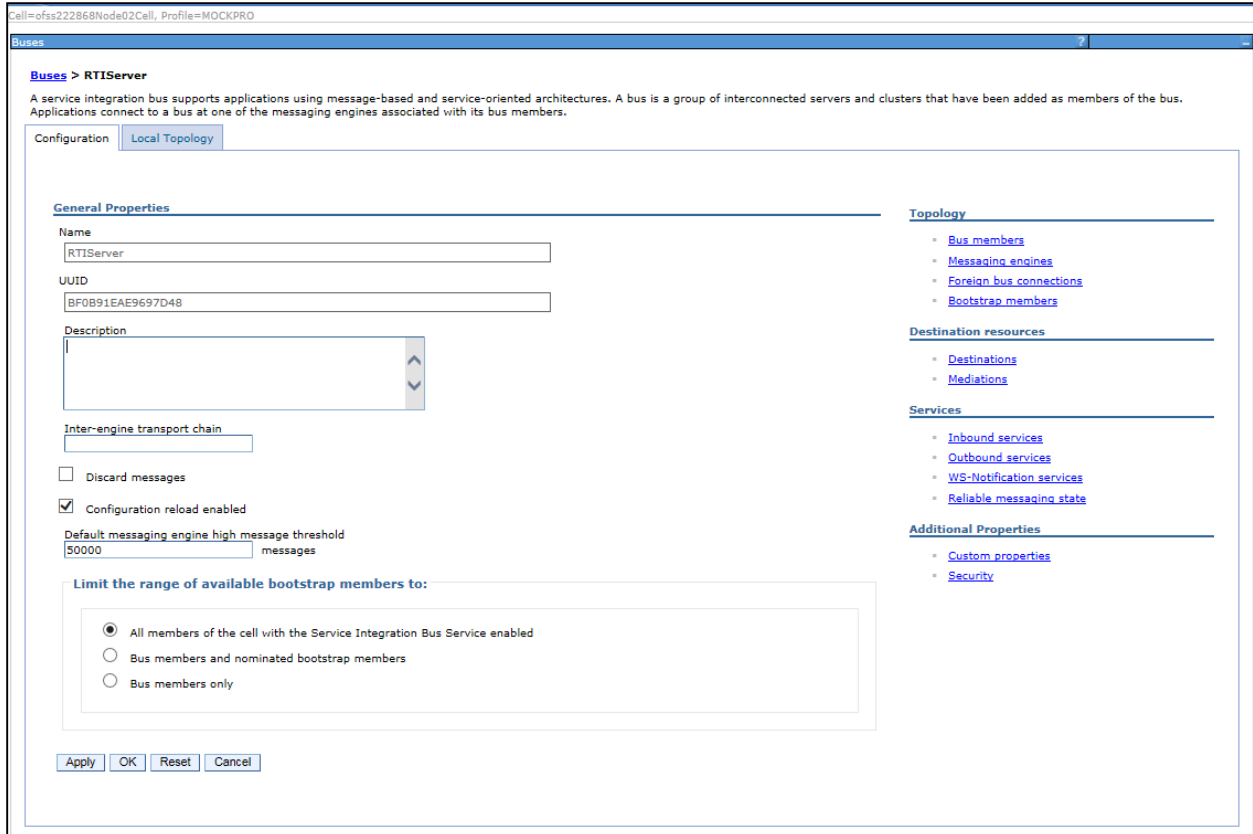 Cell=ofss222868Node02Cell, Profile=MOCKPRO
Buses ? -
Buses > RTIServer
A service integration bus supports applications using message-based and service-oriented architectures. A bus is a group of interconnected servers and clusters that have been added as members of the bus.
Applications connect to a bus at one of the messaging engines associated with its bus members.
Configuration Local Topology
General Properties
Name
RTIServer
UUID
BF0B91EAE9697D48
Description
Inter-engine transport chain
Discard messages
Configuration reload enabled
Default messaging engine high message threshold
50000 messages
Limit the range of available bootstrap members to:
All members of the cell with the Service Integration Bus Service enabled
Bus members and nominated bootstrap members
Bus members only
Apply OK Reset Cancel
Topology
Bus members
Messaging engines
Foreign bus connections
Bootstrap members
Destination resources
Destinations
Mediations
Services
Inbound services
Outbound services
WS-Notification services
Reliable messaging state
Additional Properties
Custom properties
Security